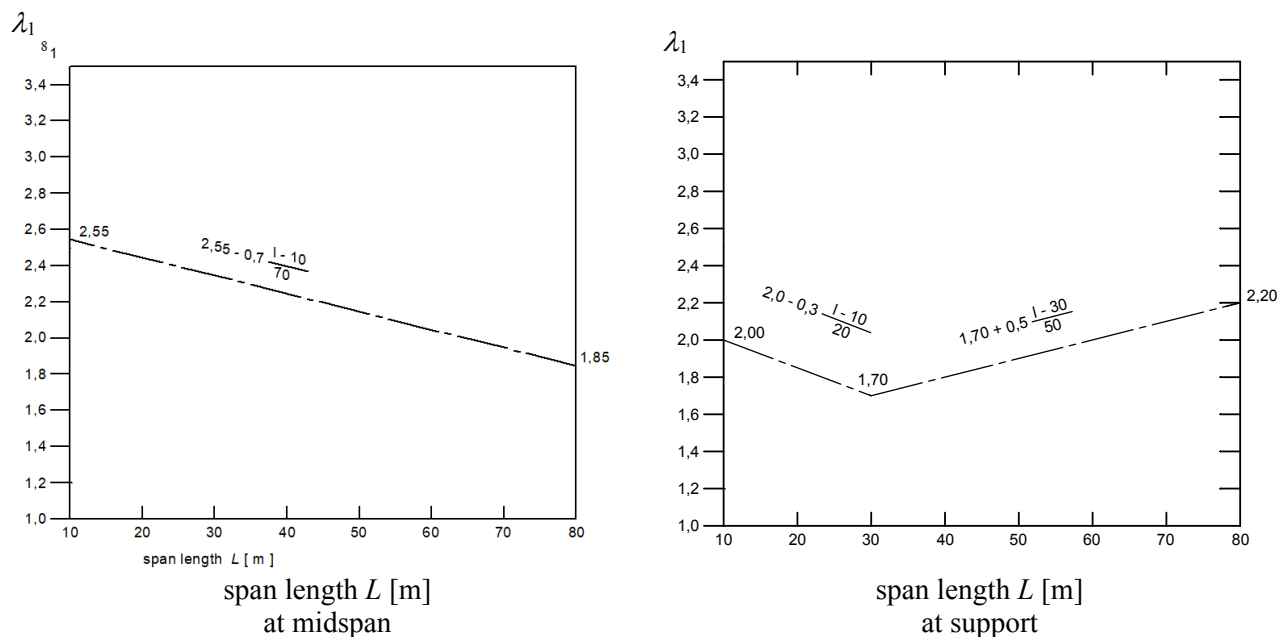 λ1
8 1
3,4
3,2
3,0
2,8
2,6
2,4
2,2
2,0
1,8
1,6
1,4
1,2
1,0
2,55
2,55 - 0,7 l - 10
70
1,85
10 20 30 40 50 60 70 80
span length L [ m ]
span length L [m]
at midspan
λ1
3,4
3,2
3,0
2,8
2,6
2,4
2,2
2,0
1,8
1,6
1,4
1,2
1,0
2,00
2,0 - 0,3 l - 10
20
1,70
1,70 + 0,5 l - 30
50
2,20
10 20 30 40 50 60 70 80
span length L [m]
at support